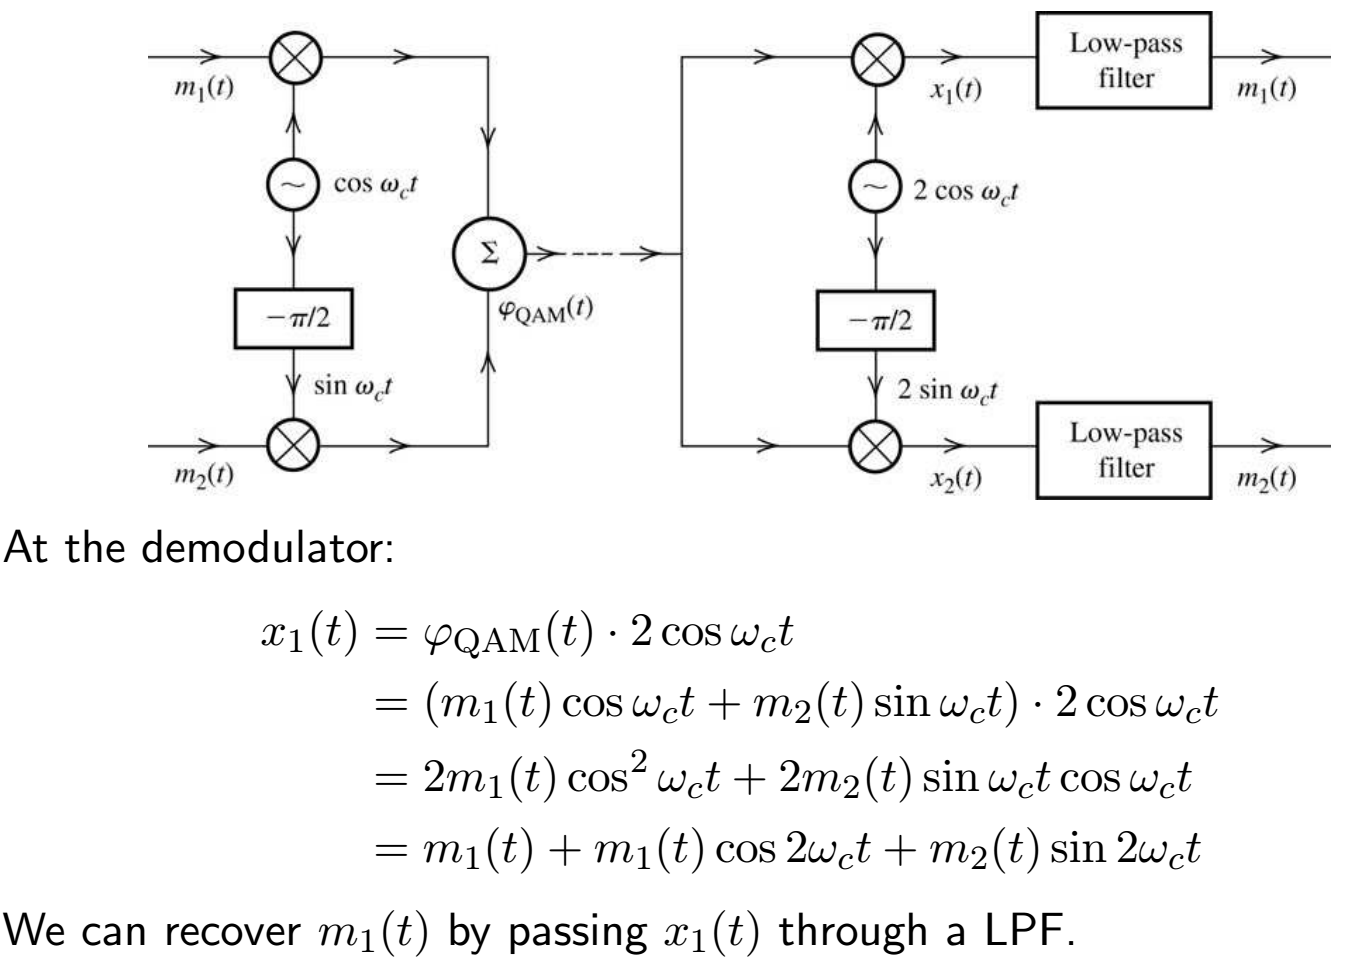 m₁(t)
cos ω_c t
−π/2
sin ω_c t
m₂(t)
Σ
φ_QAM(t)
x₁(t)
Low-pass
filter
m₁(t)
2 cos ω_c t
−π/2
2 sin ω_c t
x₂(t)
Low-pass
filter
m₂(t)
At the demodulator:
x₁(t) = φ_QAM(t) · 2 cos ω_c t
= (m₁(t) cos ω_c t + m₂(t) sin ω_c t) · 2 cos ω_c t
= 2m₁(t) cos² ω_c t + 2m₂(t) sin ω_c t cos ω_c t
= m₁(t) + m₁(t) cos 2ω_c t + m₂(t) sin 2ω_c t
We can recover m₁(t) by passing x₁(t) through a LPF.